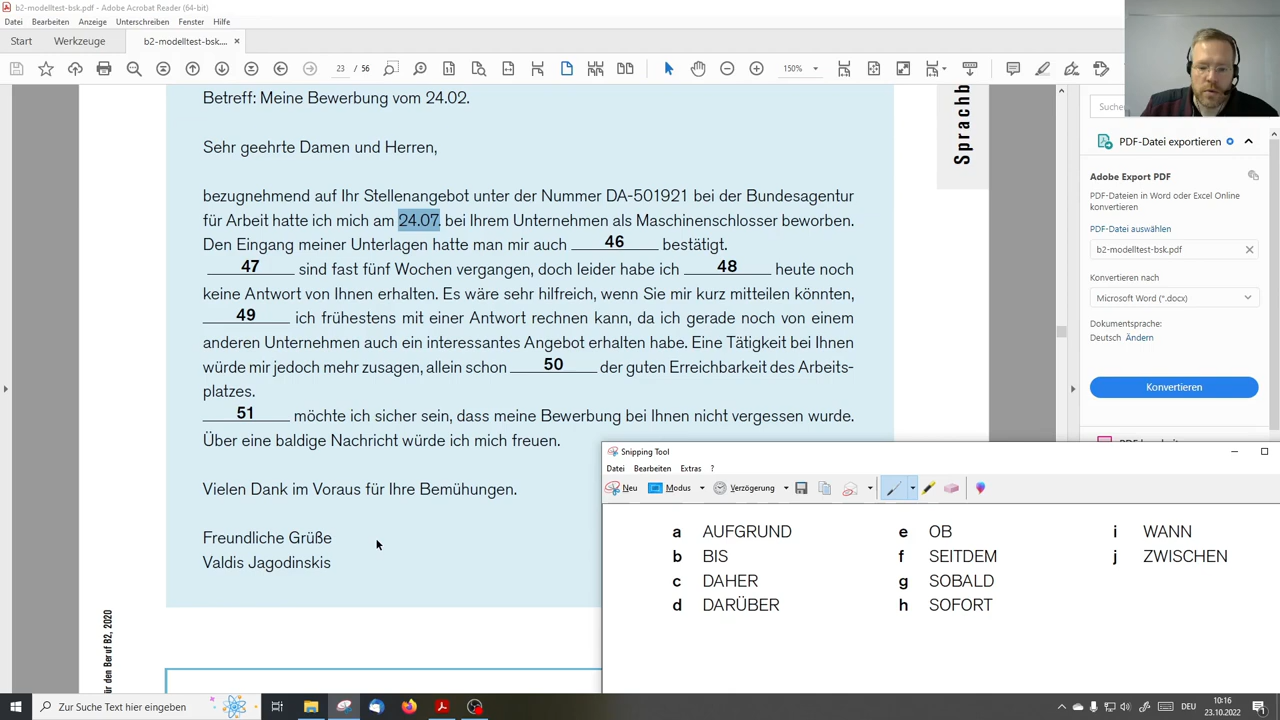 b2-modelltest-bsk.pdf - Adobe Acrobat Reader (64-bit)
Datei Bearbeiten Anzeige Unterschreiben Fenster Hilfe
Start Werkzeuge b2-modelltest-bsk.... ×
23 / 56 150%
Betreff: Meine Bewerbung vom 24.02.
Sehr geehrte Damen und Herren,
bezugnehmend auf Ihr Stellenangebot unter der Nummer DA-501921 bei der Bundesagentur
für Arbeit hatte ich mich am 24.07 bei Ihrem Unternehmen als Maschinenschlosser beworben.
Den Eingang meiner Unterlagen hatte man mir auch 46 bestätigt.
47 sind fast fünf Wochen vergangen, doch leider habe ich 48 heute noch
keine Antwort von Ihnen erhalten. Es wäre sehr hilfreich, wenn Sie mir kurz mitteilen könnten,
49 ich frühestens mit einer Antwort rechnen kann, da ich gerade noch von einem
anderen Unternehmen auch ein interessantes Angebot erhalten habe. Eine Tätigkeit bei Ihnen
würde mir jedoch mehr zusagen, allein schon 50 der guten Erreichbarkeit des Arbeits-
platzes.
51 möchte ich sicher sein, dass meine Bewerbung bei Ihnen nicht vergessen wurde.
Über eine baldige Nachricht würde ich mich freuen.
Vielen Dank im Voraus für Ihre Bemühungen.
Freundliche Grüße
Valdis Jagodinskis
für den Beruf B2, 2020
Sprachb
Suche
PDF-Datei exportieren
Adobe Export PDF
PDF-Dateien in Word oder Excel Online
konvertieren
PDF-Datei auswählen
b2-modelltest-bsk.pdf
Konvertieren nach
Microsoft Word (*.docx)
Dokumentsprache:
Deutsch Ändern
Konvertieren
Snipping Tool
Datei Bearbeiten Extras ?
Neu Modus Verzögerung
a AUFGRUND e OB i WANN
b BIS f SEITDEM j ZWISCHEN
c DAHER g SOBALD
d DARÜBER h SOFORT
Zur Suche Text hier eingeben
DEU
10:16
23.10.2022